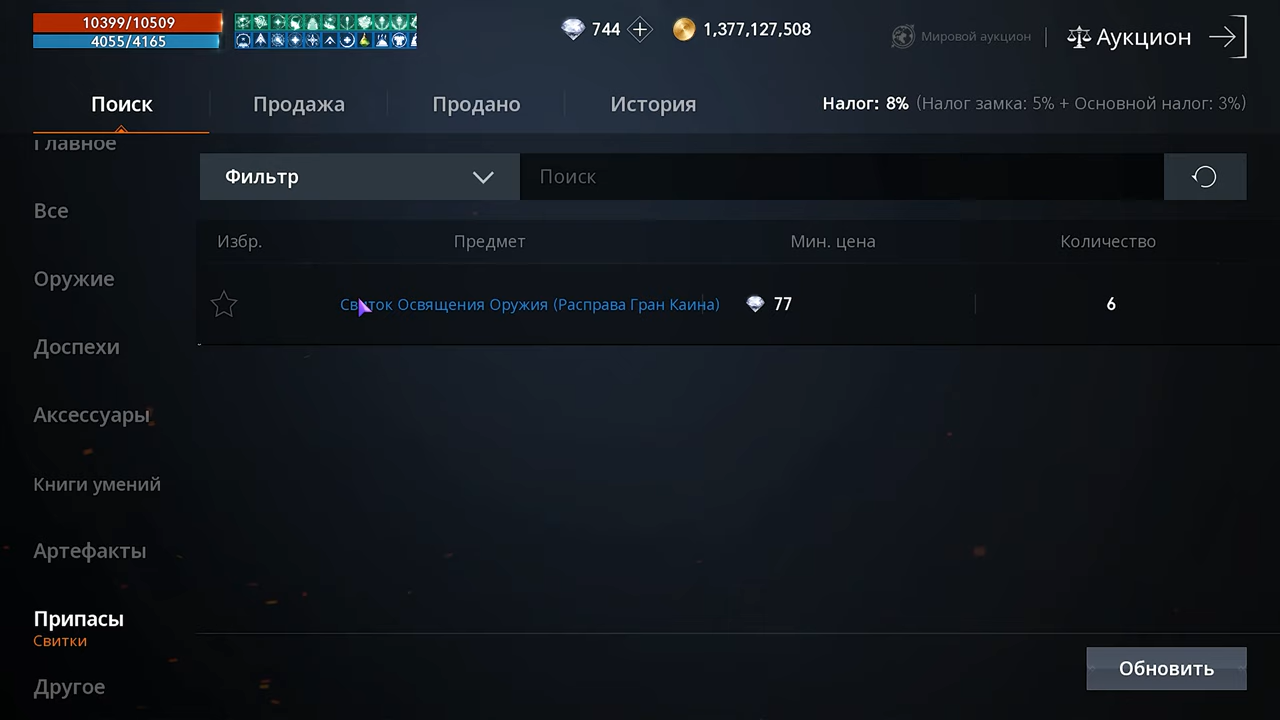 10399/10509
4055/4165
744
1,377,127,508
Мировой аукцион
Аукцион
Поиск
Продажа
Продано
История
Налог: 8% (Налог замка: 5% + Основной налог: 3%)
Главное
Все
Оружие
Доспехи
Аксессуары
Книги умений
Артефакты
Припасы
Свитки
Другое
Фильтр
Поиск
Избр.
Предмет
Мин. цена
Количество
Свиток Освящения Оружия (Расправа Гран Каина)
77
6
Обновить